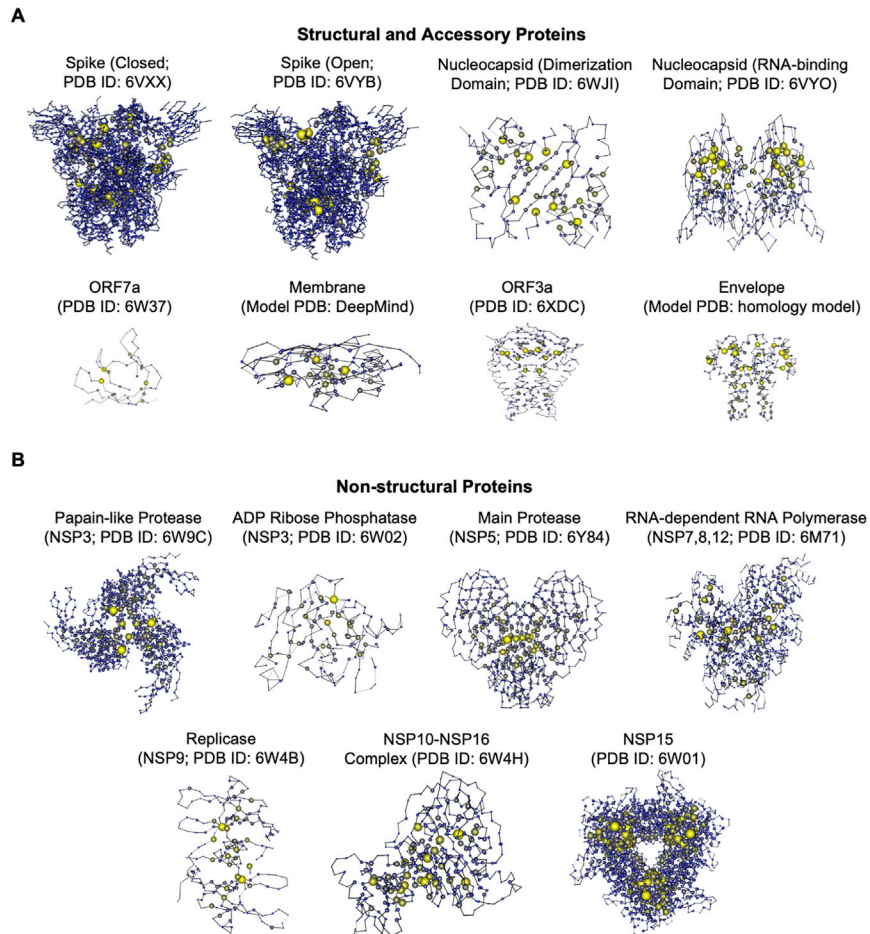 A
Structural and Accessory Proteins
Spike (Closed;
PDB ID: 6VXX)
Spike (Open;
PDB ID: 6VYB)
Nucleocapsid (Dimerization
Domain; PDB ID: 6WJI)
Nucleocapsid (RNA-binding
Domain; PDB ID: 6VYO)
ORF7a
(PDB ID: 6W37)
Membrane
(Model PDB: DeepMind)
ORF3a
(PDB ID: 6XDC)
Envelope
(Model PDB: homology model)
B
Non-structural Proteins
Papain-like Protease
(NSP3; PDB ID: 6W9C)
ADP Ribose Phosphatase
(NSP3; PDB ID: 6W02)
Main Protease
(NSP5; PDB ID: 6Y84)
RNA-dependent RNA Polymerase
(NSP7,8,12; PDB ID: 6M71)
Replicase
(NSP9; PDB ID: 6W4B)
NSP10-NSP16
Complex (PDB ID: 6W4H)
NSP15
(PDB ID: 6W01)